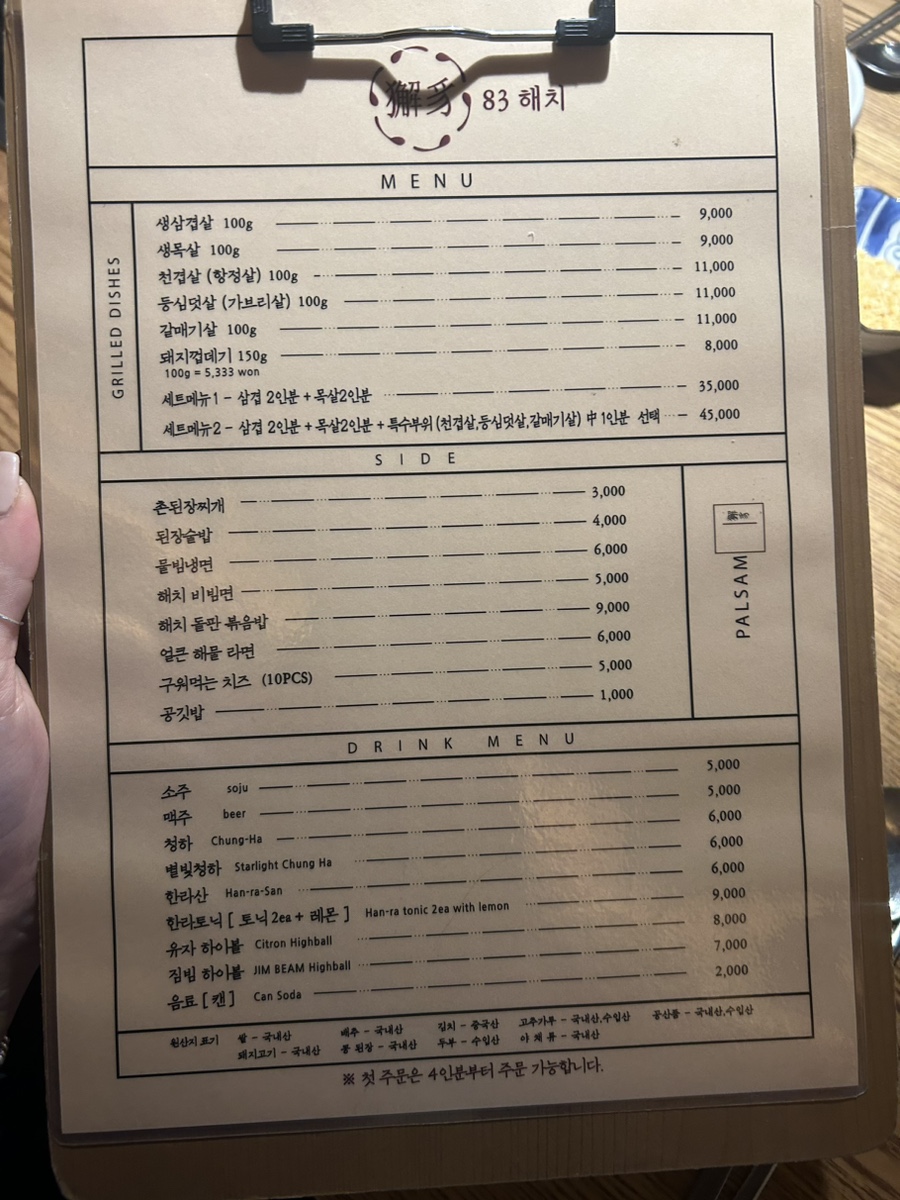 獬豸 83 해치
MENU
GRILLED DISHES
생삼겹살 100g 9,000
생목살 100g 9,000
천겹살 (항정살) 100g 11,000
등심덧살 (가브리살) 100g 11,000
갈매기살 100g 11,000
돼지껍데기 150g 8,000
100g = 5,333 won
세트메뉴1 - 삼겹 2인분 + 목살2인분 35,000
세트메뉴2 - 삼겹 2인분 + 목살2인분 + 특수부위 (천겹살,등심덧살,갈매기살) 中 1인분 선택 45,000
SIDE
촌된장찌개 3,000
된장술밥 4,000
물빔냉면 6,000
해치 비빔면 5,000
해치 돌판 볶음밥 9,000
얼큰 해물 라면 6,000
구워먹는 치즈 (10PCS) 5,000
공깃밥 1,000
獬豸
PALSAM
DRINK MENU
소주 soju 5,000
맥주 beer 5,000
청하 Chung-Ha 6,000
별빛청하 Starlight Chung Ha 6,000
한라산 Han-ra-San 6,000
한라토닉 [ 토닉 2ea + 레몬 ] Han-ra tonic 2ea with lemon 9,000
유자 하이볼 Citron Highball 8,000
짐빔 하이볼 JIM BEAM Highball 7,000
음료 [ 캔 ] Can Soda 2,000
원산지 표기 쌀 - 국내산 배추 - 국내산 김치 - 중국산 고추가루 - 국내산,수입산 공산품 - 국내산,수입산
돼지고기 - 국내산 콩 된장 - 국내산 두부 - 수입산 야 채 류 - 국내산
※ 첫 주문은 4인분부터 주문 가능합니다.